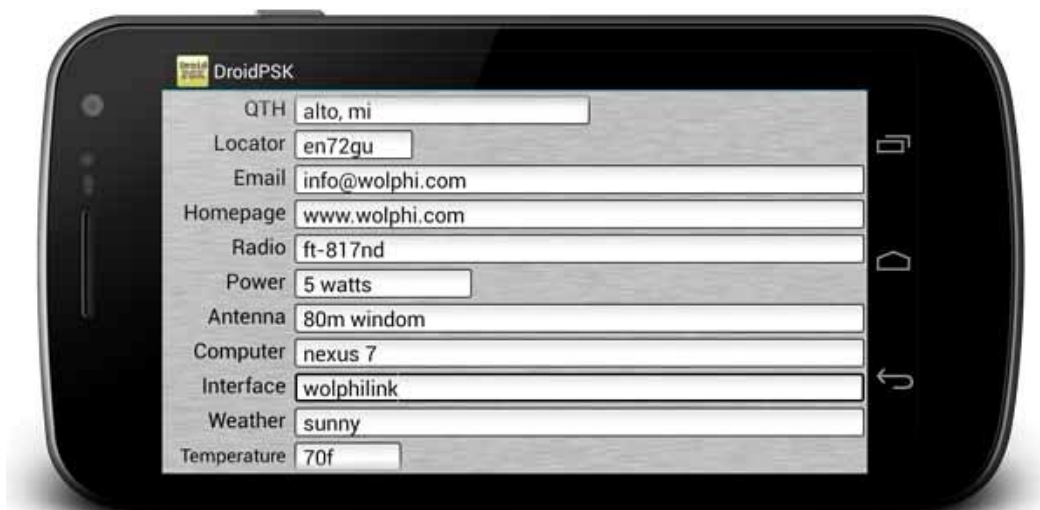 DroidPSK
QTH alto, mi
Locator en72gu
Email info@wolphi.com
Homepage www.wolphi.com
Radio ft-817nd
Power 5 watts
Antenna 80m windom
Computer nexus 7
Interface wolphilink
Weather sunny
Temperature 70f